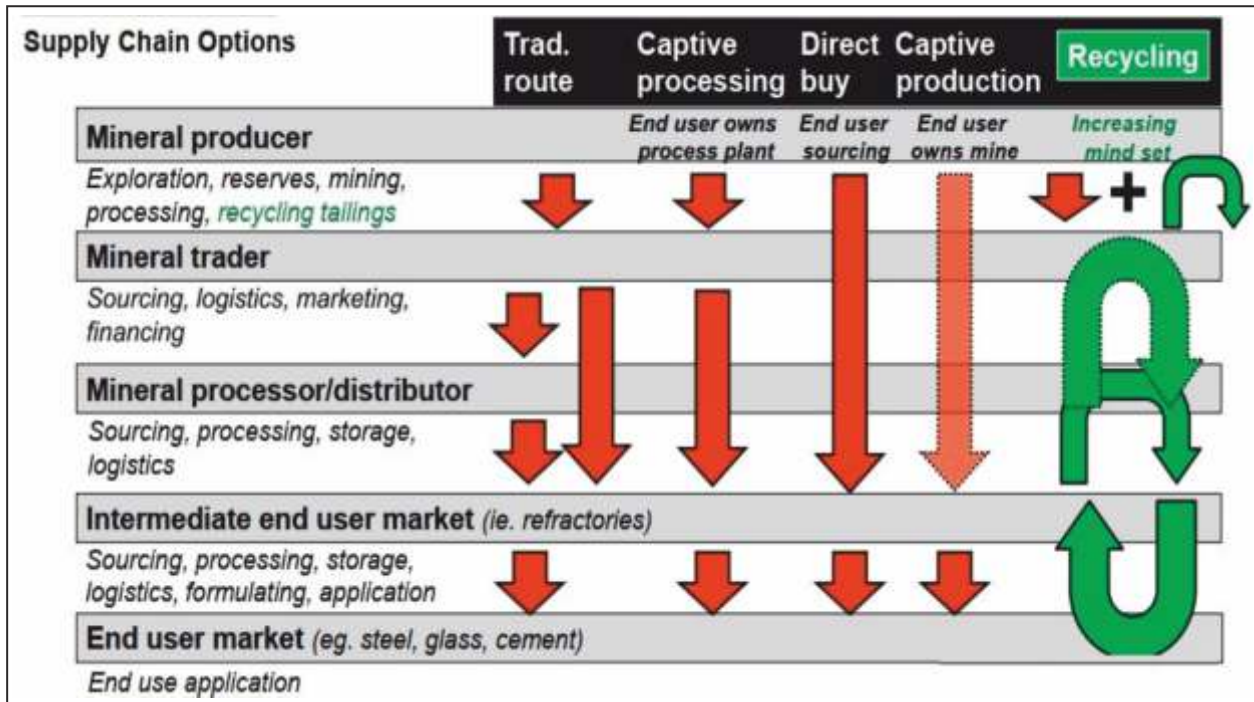 Supply Chain Options
Trad. route
Captive processing
Direct buy
Captive production
Recycling
Mineral producer
End user owns process plant
End user sourcing
End user owns mine
Increasing mind set
Exploration, reserves, mining,
processing, recycling tailings
+
Mineral trader
Sourcing, logistics, marketing,
financing
Mineral processor/distributor
Sourcing, processing, storage,
logistics
Intermediate end user market (ie. refractories)
Sourcing, processing, storage,
logistics, formulating, application
End user market (eg. steel, glass, cement)
End use application